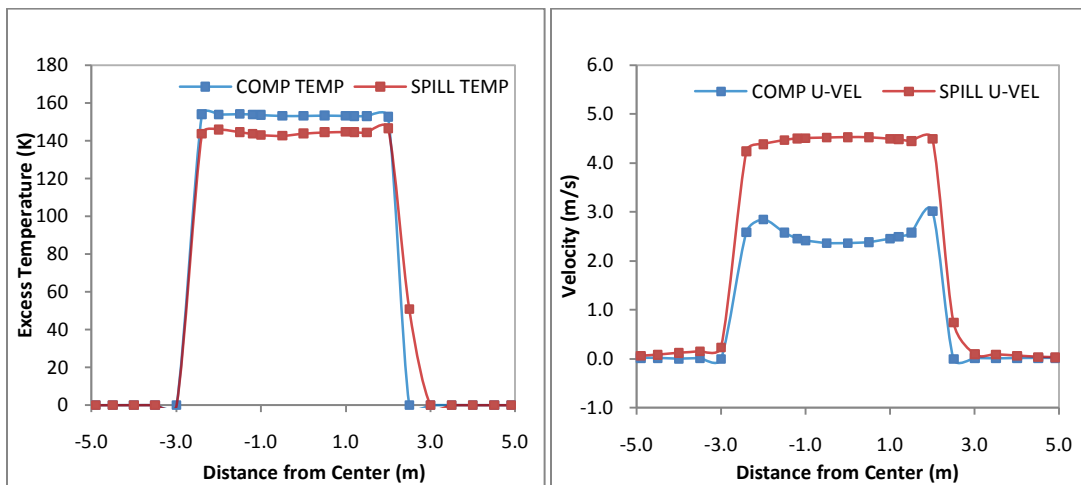 180
160
140
120
100
80
60
40
20
0
Excess Temperature (K)
COMP TEMP SPILL TEMP
-5.0 -3.0 -1.0 1.0 3.0 5.0
Distance from Center (m)
6.0
5.0
4.0
3.0
2.0
1.0
0.0
-1.0
Velocity (m/s)
COMP U-VEL SPILL U-VEL
-5.0 -3.0 -1.0 1.0 3.0 5.0
Distance from Center (m)